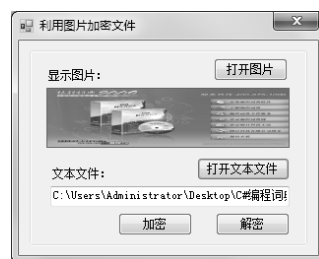 利用图片加密文件
显示图片：
打开图片
文本文件：
打开文本文件
C:\Users\Administrator\Desktop\C#编程词
加密
解密